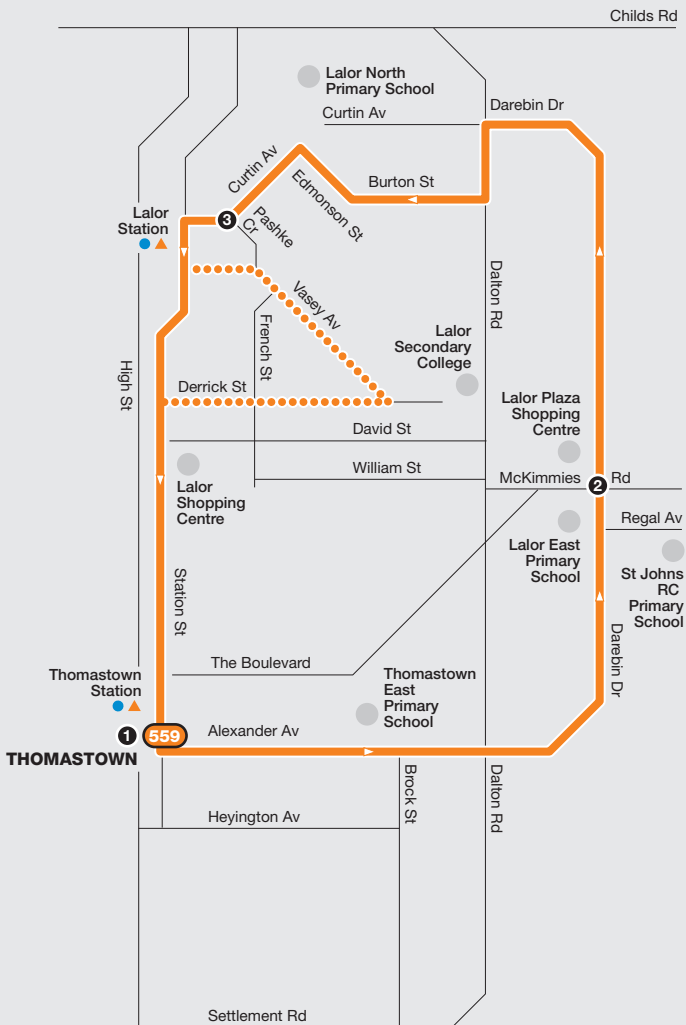 Childs Rd
Lalor North
Primary School
Darebin Dr
Curtin Av
Curtin Av
Burton St
Edmonson St
3
Pashke
Cr
Lalor
Station
Dalton Rd
Vasey Av
French St
Lalor
Secondary
College
High St
Derrick St
Lalor Plaza
Shopping
Centre
David St
William St
McKimmies
2
Rd
Lalor
Shopping
Centre
Regal Av
Lalor East
Primary
School
St Johns
RC
Primary
School
Station St
Darebin Dr
The Boulevard
Thomastown
Station
Thomastown
East
Primary
School
1
559
Alexander Av
THOMASTOWN
Brock St
Dalton Rd
Heyington Av
Settlement Rd